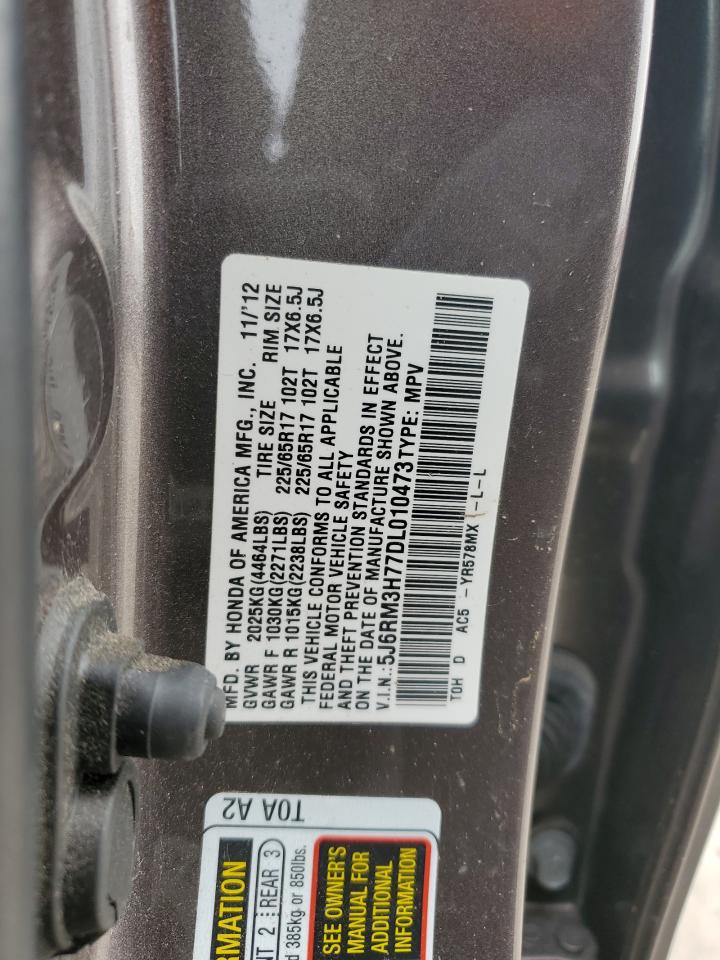 MFD. BY HONDA OF AMERICA MFG., INC. 11/'12
GVWR 2025KG(4464LBS) TIRE SIZE RIM SIZE
GAWR F 1030KG(2271LBS) 225/65R17 102T 17X6.5J
GAWR R 1015KG(2238LBS) 225/65R17 102T 17X6.5J
THIS VEHICLE CONFORMS TO ALL APPLICABLE
FEDERAL MOTOR VEHICLE SAFETY
AND THEFT PREVENTION STANDARDS IN EFFECT
ON THE DATE OF MANUFACTURE SHOWN ABOVE.
V.I.N.: 5J6RM3H77DL010473 TYPE: MPV
TOH D AC5 -YR578MX -L-L
TOA A2
RMATION
NT 2 REAR 3
d 385kg or 850lbs.
SEE OWNER'S
MANUAL FOR
ADDITIONAL
INFORMATION